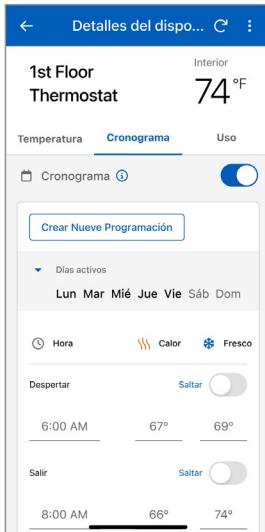 Detalles del dispo...
1st Floor
Thermostat
Interior
74 °F
Temperatura Cronograma Uso
Cronograma
Crear Nueve Programación
Días activos
Lun Mar Mié Jue Vie Sáb Dom
Hora Calor Fresco
Despertar Saltar
6:00 AM 67° 69°
Salir Saltar
8:00 AM 66° 74°